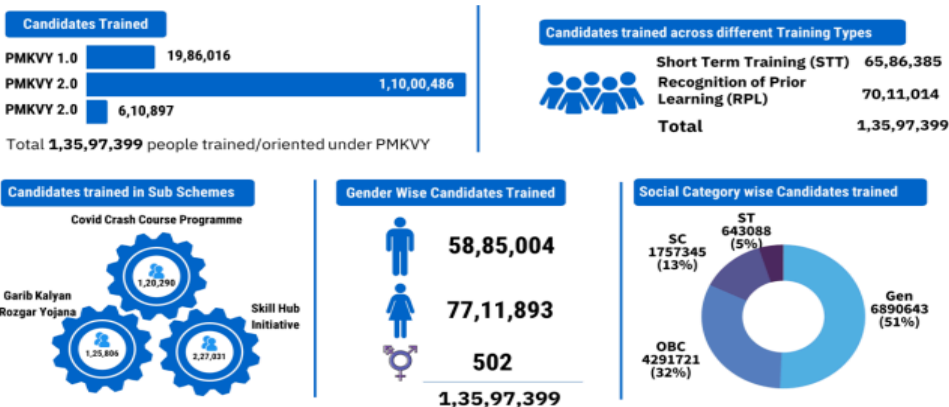 Candidates Trained
PMKVY 1.0 19,86,016
PMKVY 2.0 1,10,00,486
PMKVY 2.0 6,10,897
Total 1,35,97,399 people trained/oriented under PMKVY
Candidates trained across different Training Types
Short Term Training (STT) 65,86,385
Recognition of Prior
Learning (RPL) 70,11,014
Total 1,35,97,399
Candidates trained in Sub Schemes
Covid Crash Course Programme
1,20,290
Garib Kalyan
Rozgar Yojana
1,25,806
Skill Hub
Initiative
2,27,031
Gender Wise Candidates Trained
58,85,004
77,11,893
502
1,35,97,399
Social Category wise Candidates trained
ST
643088
(5%)
SC
1757345
(13%)
Gen
6890643
(51%)
OBC
4291721
(32%)